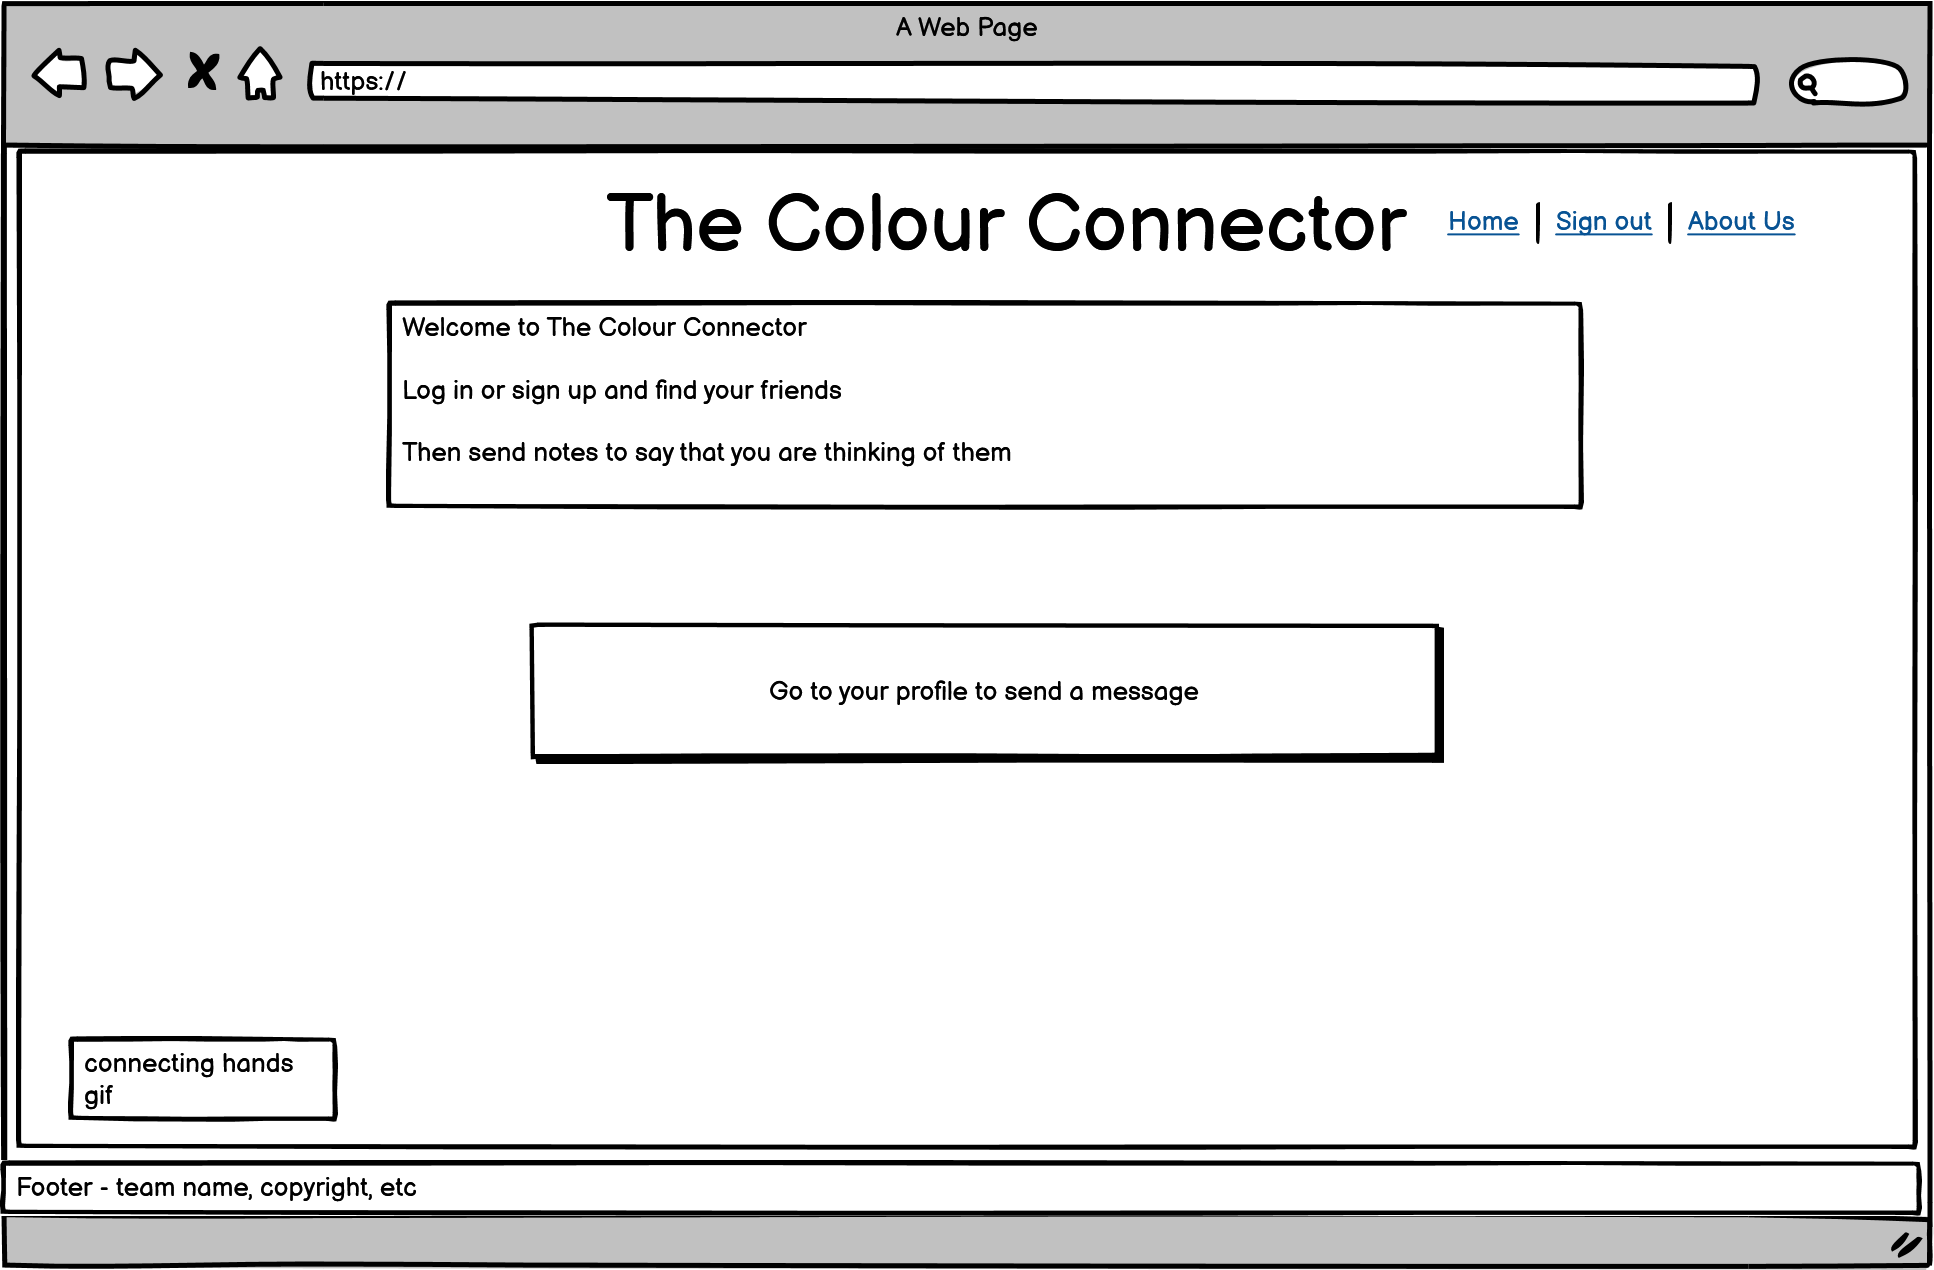 A Web Page
https://
The Colour Connector
Home | Sign out | About Us
Welcome to The Colour Connector
Log in or sign up and find your friends
Then send notes to say that you are thinking of them
Go to your profile to send a message
connecting hands
gif
Footer - team name, copyright, etc